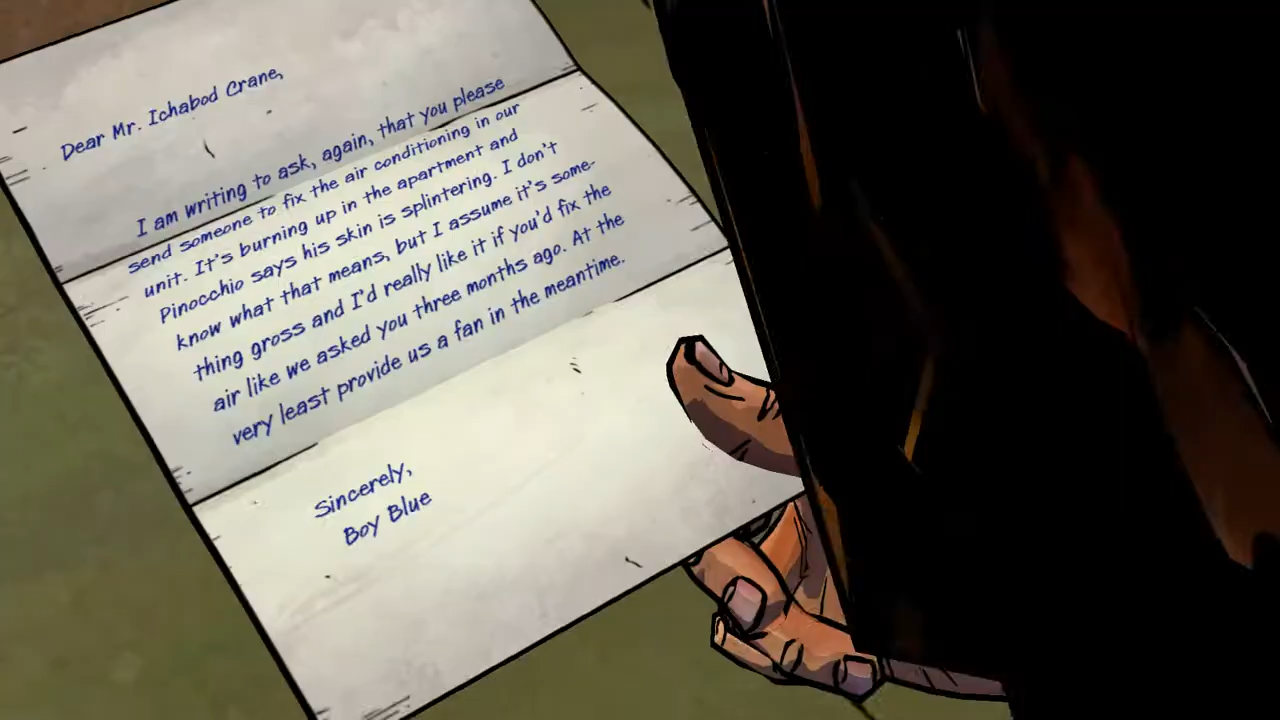 Dear Mr. Ichabod Crane,
I am writing to ask, again, that you please
send someone to fix the air conditioning in our
unit. It's burning up in the apartment and
Pinocchio says his skin is splintering. I don't
know what that means, but I assume it's some-
thing gross and I'd really like it if you'd fix the
air like we asked you three months ago. At the
very least provide us a fan in the meantime.
Sincerely,
Boy Blue